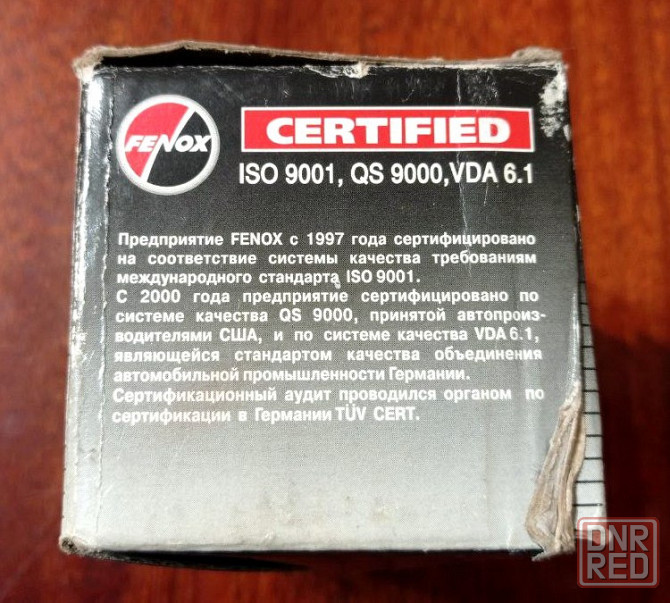 FENOX
CERTIFIED
ISO 9001, QS 9000, VDA 6.1
Предприятие FENOX с 1997 года сертифицировано
на соответствие системы качества требованиям
международного стандарта ISO 9001.
С 2000 года предприятие сертифицировано по
системе качества QS 9000, принятой автопроиз-
водителями США, и по системе качества VDA 6.1,
являющейся стандартом качества объединения
автомобильной промышленности Германии.
Сертификационный аудит проводился органом по
сертификации в Германии TÜV CERT.
DNR
RED